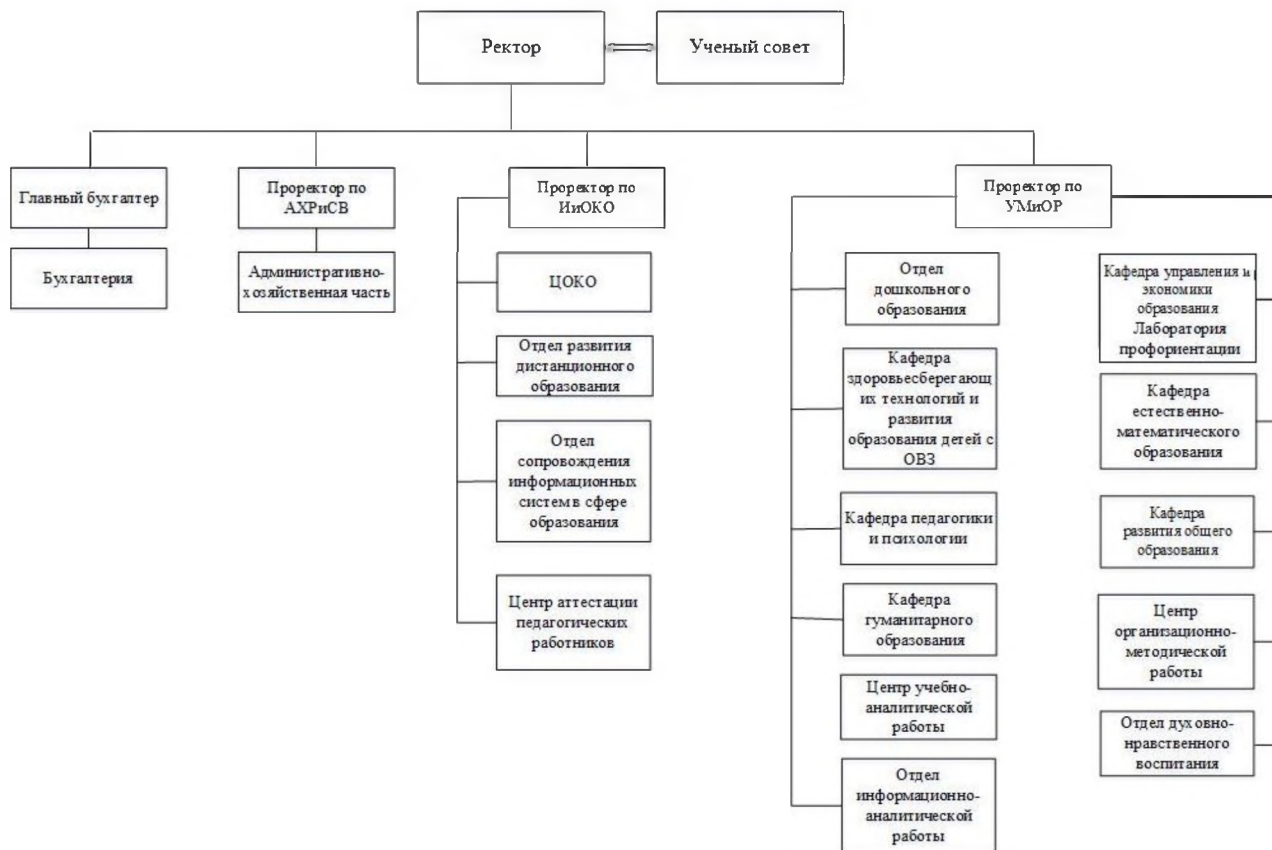 Ректор
Ученый совет
Главный бухгалтер
Бухгалтерия
Проректор по
АХРиСВ
Административно-
хозяйственная часть
Проректор по
ИиОКО
ЦОКО
Отдел развития
дистанционного
образования
Отдел
сопровождения
информационных
систем в сфере
образования
Центр аттестации
педагогических
работников
Проректор по
УМиОР
Отдел
дошкольного
образования
Кафедра
здоровьесберегающ
их технологий и
развития
образования детей с
ОВЗ
Кафедра педагогики
и психологии
Кафедра
гуманитарного
образования
Центр учебно-
аналитической
работы
Отдел
информационно-
аналитической
работы
Кафедра управления и
экономики
образования
Лаборатория
профориентации
Кафедра
естественно-
математического
образования
Кафедра
развития общего
образования
Центр
организационно-
методической
работы
Отдел духовно-
нравственного
воспитания